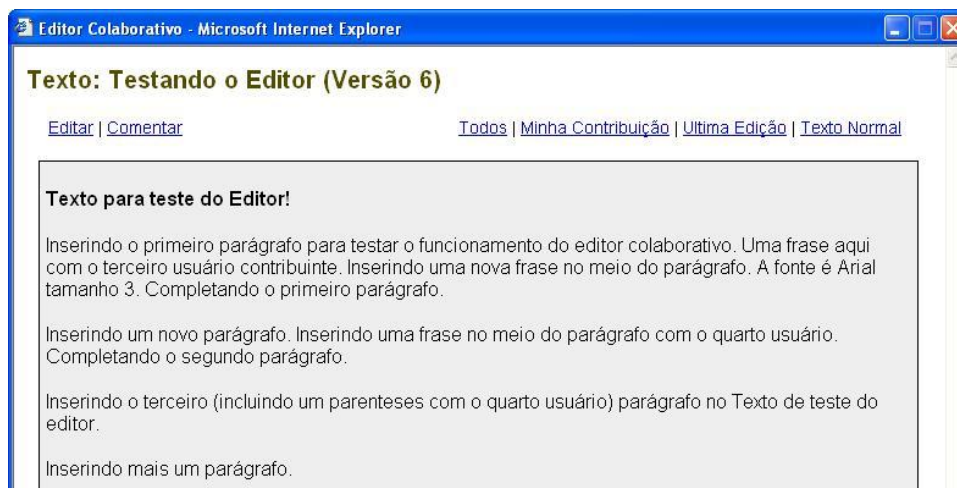 Editor Colaborativo - Microsoft Internet Explorer
Texto: Testando o Editor (Versão 6)
Editar | Comentar Todos | Minha Contribuição | Ultima Edição | Texto Normal
Texto para teste do Editor!
Inserindo o primeiro parágrafo para testar o funcionamento do editor colaborativo. Uma frase aqui
com o terceiro usuário contribuinte. Inserindo uma nova frase no meio do parágrafo. A fonte é Arial
tamanho 3. Completando o primeiro parágrafo.
Inserindo um novo parágrafo. Inserindo uma frase no meio do parágrafo com o quarto usuário.
Completando o segundo parágrafo.
Inserindo o terceiro (incluindo um parenteses com o quarto usuário) parágrafo no Texto de teste do
editor.
Inserindo mais um parágrafo.